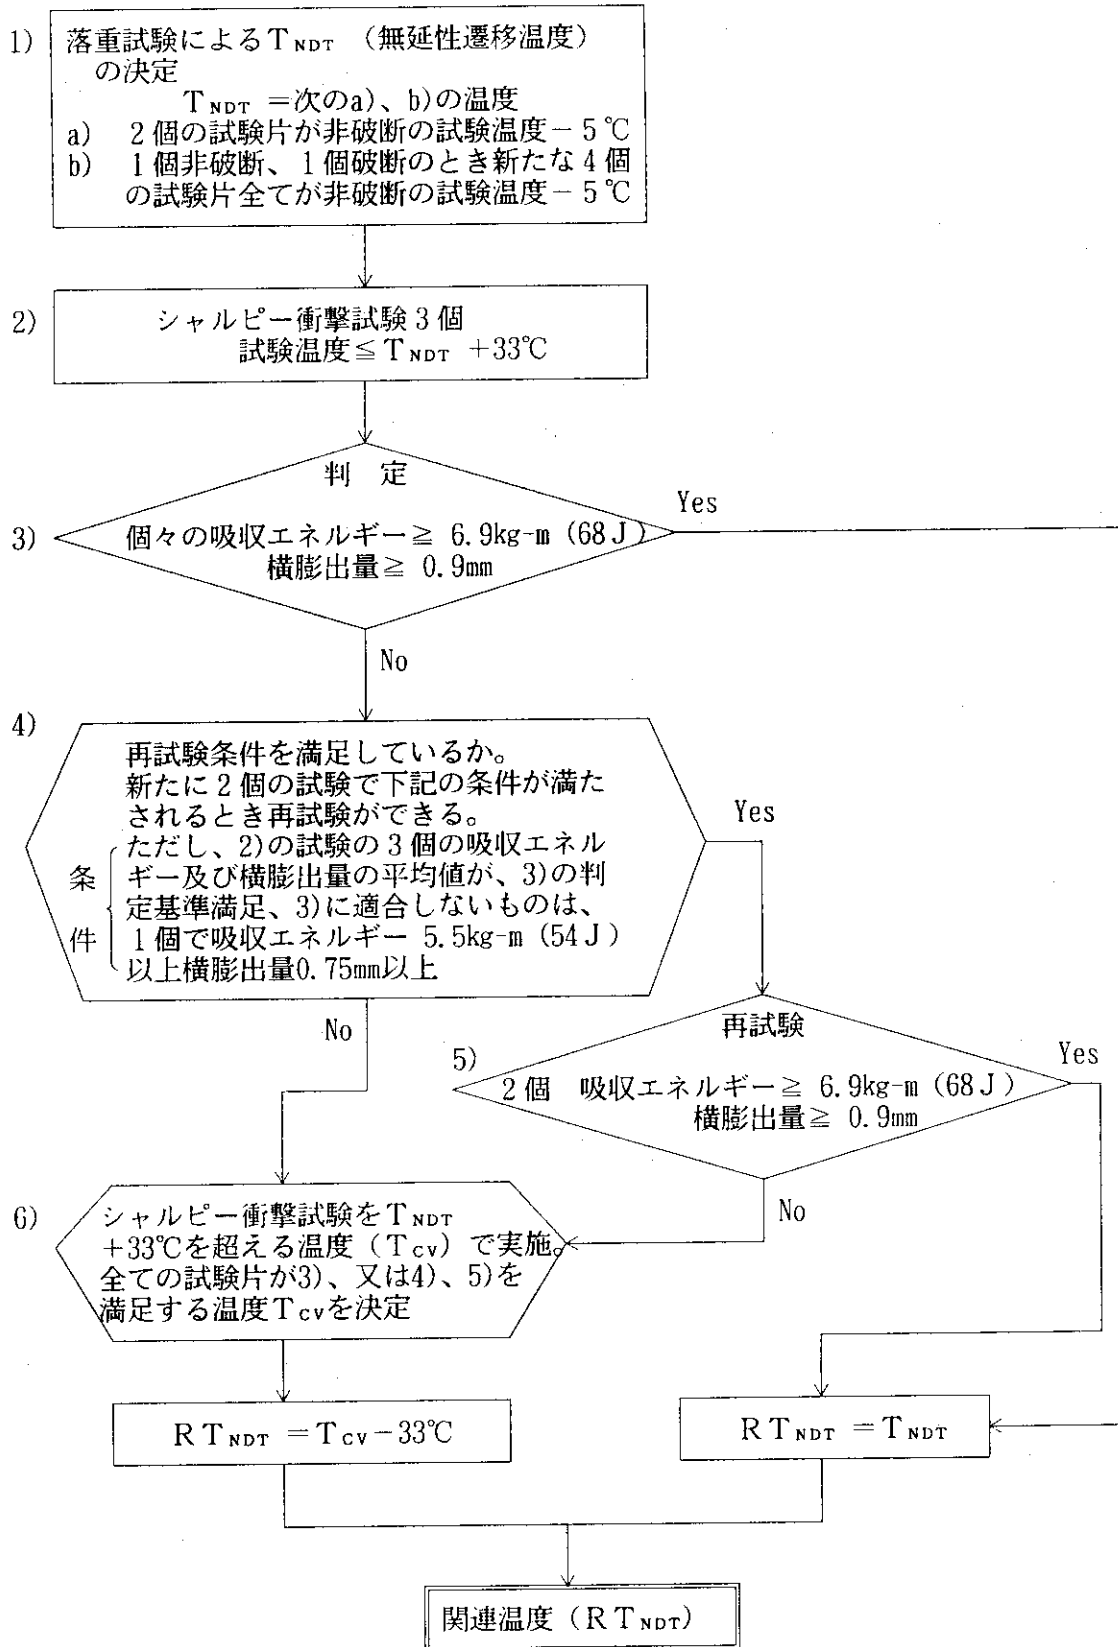 1)
落重試験によるTNDT （無延性遷移温度）
の決定
TNDT ＝次のa)、b)の温度
a) 2個の試験片が非破断の試験温度－5℃
b) 1個非破断、1個破断のとき新たな4個
の試験片全てが非破断の試験温度－5℃
2)
シャルピー衝撃試験3個
試験温度≦TNDT +33℃
判 定
Yes
3)
個々の吸収エネルギー≧ 6.9kg-m (68J)
横膨出量≧ 0.9mm
No
4)
再試験条件を満足しているか。
新たに2個の試験で下記の条件が満た
されるとき再試験ができる。
Yes
条件
ただし、2)の試験の3個の吸収エネル
ギー及び横膨出量の平均値が、3)の判
定基準満足、3)に適合しないものは、
1個で吸収エネルギー 5.5kg-m (54J)
以上横膨出量0.75mm以上
No
再試験
5)
Yes
2個 吸収エネルギー≧ 6.9kg-m (68J)
横膨出量≧ 0.9mm
No
6)
シャルピー衝撃試験をTNDT
+33℃を超える温度（TCV）で実施。
全ての試験片が3)、又は4)、5)を
満足する温度TCVを決定
RTNDT ＝TCV－33℃
RTNDT ＝TNDT
関連温度（RTNDT）